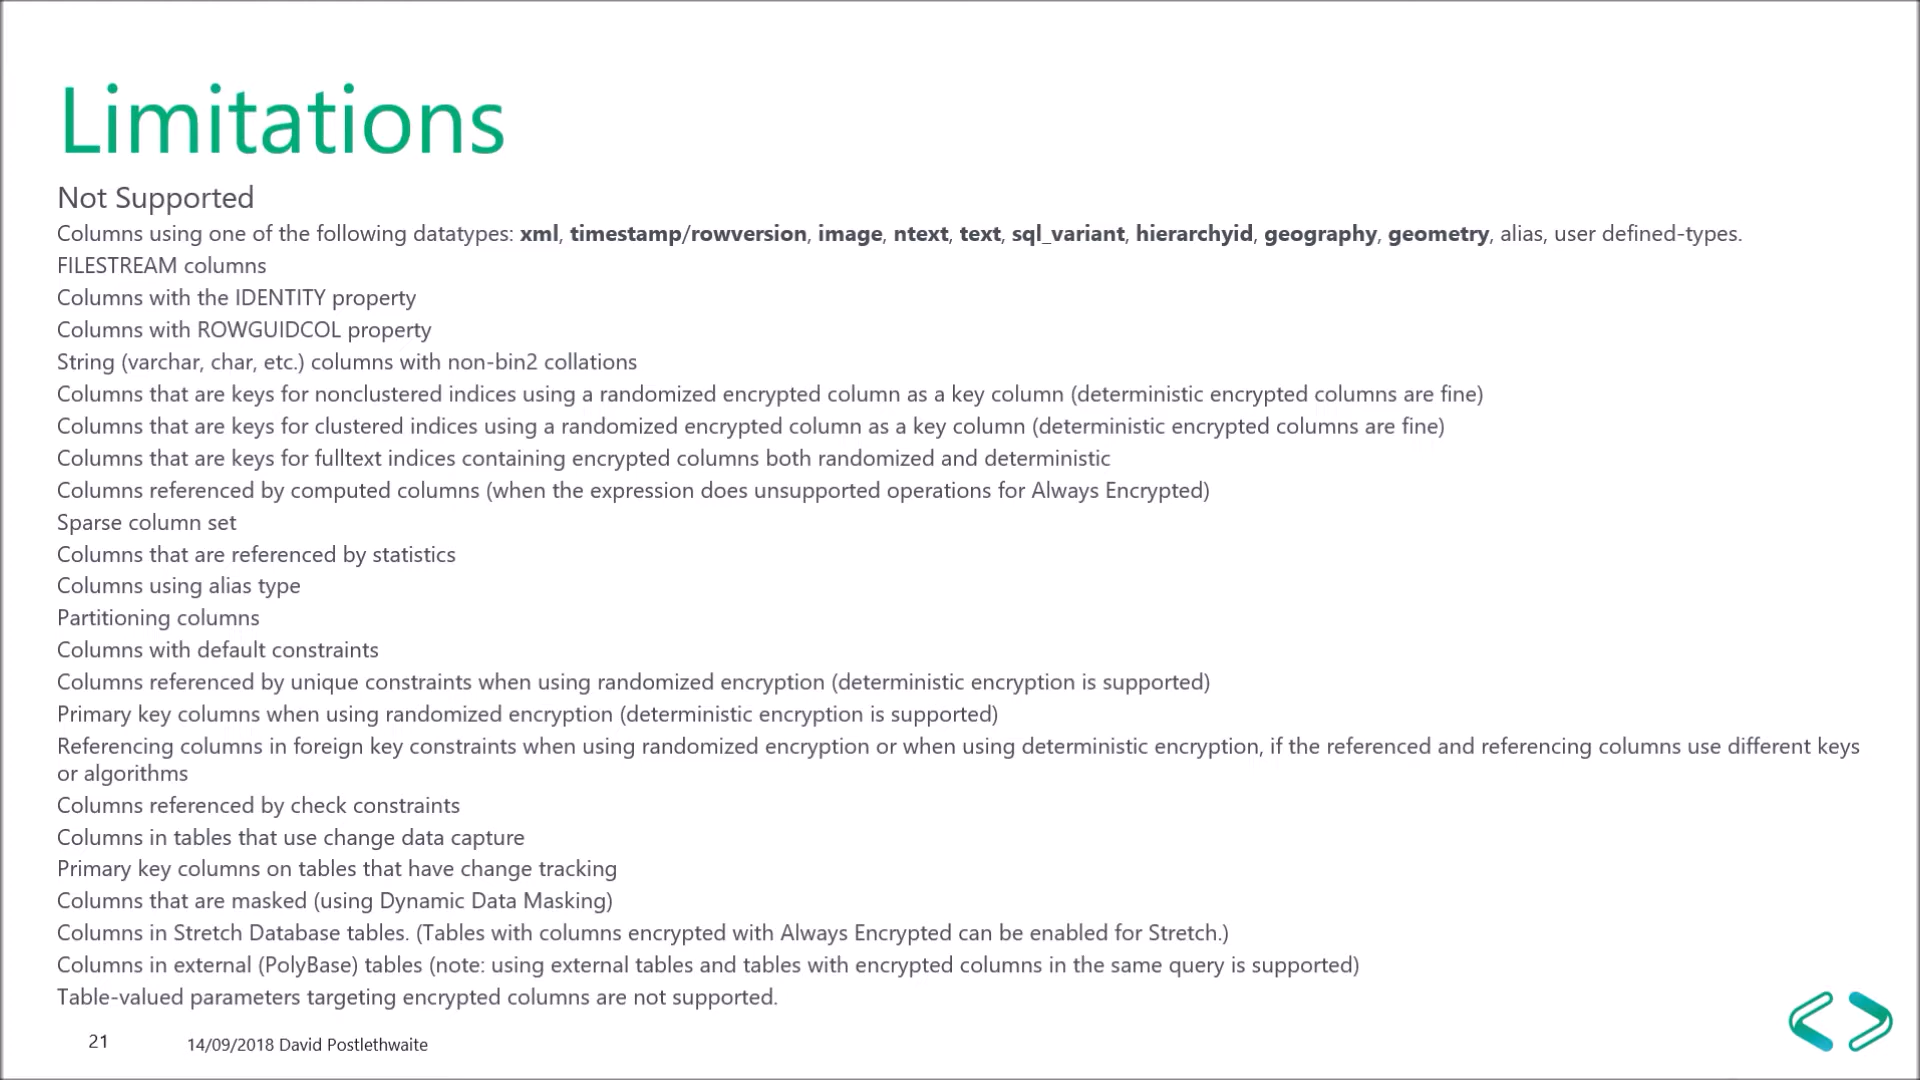 Limitations
Not Supported
Columns using one of the following datatypes: xml, timestamp/rowversion, image, ntext, text, sql_variant, hierarchyid, geography, geometry, alias, user defined-types.
FILESTREAM columns
Columns with the IDENTITY property
Columns with ROWGUIDCOL property
String (varchar, char, etc.) columns with non-bin2 collations
Columns that are keys for nonclustered indices using a randomized encrypted column as a key column (deterministic encrypted columns are fine)
Columns that are keys for clustered indices using a randomized encrypted column as a key column (deterministic encrypted columns are fine)
Columns that are keys for fulltext indices containing encrypted columns both randomized and deterministic
Columns referenced by computed columns (when the expression does unsupported operations for Always Encrypted)
Sparse column set
Columns that are referenced by statistics
Columns using alias type
Partitioning columns
Columns with default constraints
Columns referenced by unique constraints when using randomized encryption (deterministic encryption is supported)
Primary key columns when using randomized encryption (deterministic encryption is supported)
Referencing columns in foreign key constraints when using randomized encryption or when using deterministic encryption, if the referenced and referencing columns use different keys
or algorithms
Columns referenced by check constraints
Columns in tables that use change data capture
Primary key columns on tables that have change tracking
Columns that are masked (using Dynamic Data Masking)
Columns in Stretch Database tables. (Tables with columns encrypted with Always Encrypted can be enabled for Stretch.)
Columns in external (PolyBase) tables (note: using external tables and tables with encrypted columns in the same query is supported)
Table-valued parameters targeting encrypted columns are not supported.
21
14/09/2018 David Postlethwaite